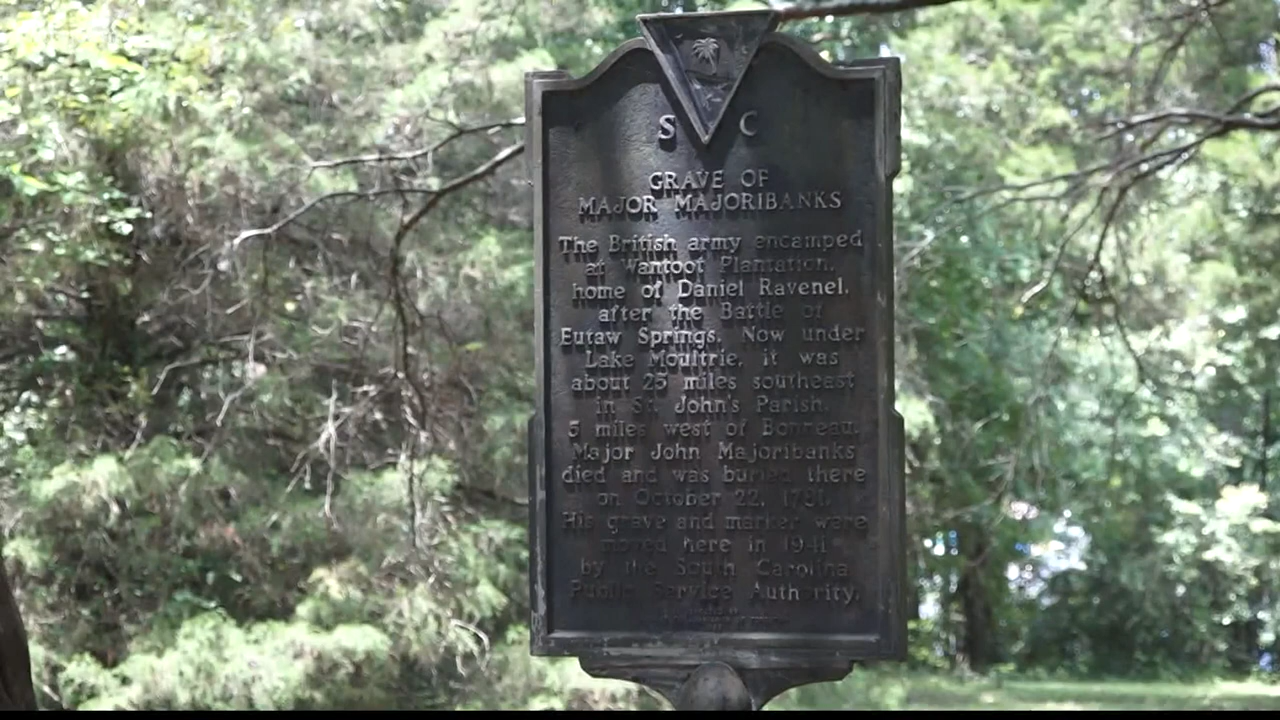 S C
GRAVE OF
MAJOR MAJORIBANKS
The British army encamped
at Wantoot Plantation,
home of Daniel Ravenel,
after the Battle of
Eutaw Springs. Now under
Lake Moultrie, it was
about 25 miles southeast
in St. John's Parish,
5 miles west of Bonneau.
Major John Majoribanks
died and was buried there
on October 22, 1781.
His grave and marker were
moved here in 1941
by the South Carolina
Public Service Authority.